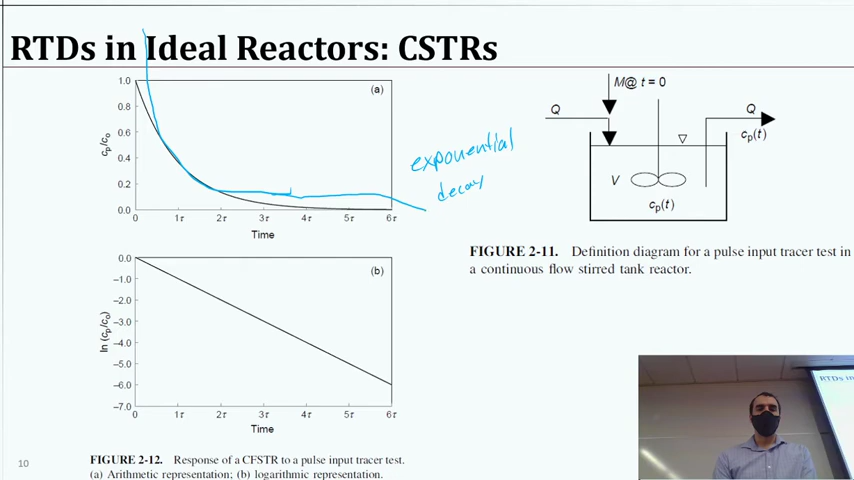 RTDs in Ideal Reactors: CSTRs
1.0
0.8
0.6
0.4
0.2
0.0
c_p/c_o
(a)
0 1τ 2τ 3τ 4τ 5τ 6τ
Time
exponential
decay
0.0
–1.0
–2.0
–3.0
–4.0
–5.0
–6.0
–7.0
ln (c_p/c_o)
(b)
0 1τ 2τ 3τ 4τ 5τ 6τ
Time
FIGURE 2-12. Response of a CFSTR to a pulse input tracer test.
(a) Arithmetic representation; (b) logarithmic representation.
10
M@ t = 0
Q
Q
c_p(t)
V
c_p(t)
FIGURE 2-11. Definition diagram for a pulse input tracer test in
a continuous flow stirred tank reactor.
RTDs in